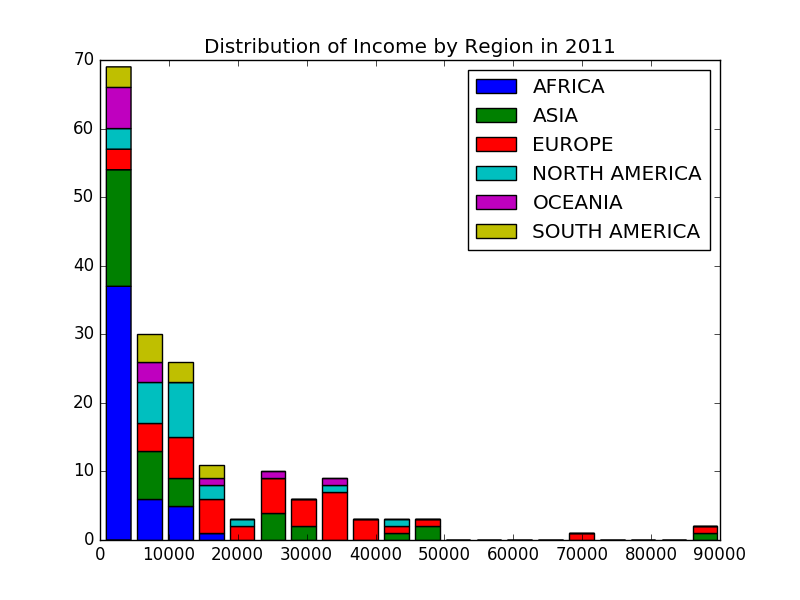 Distribution of Income by Region in 2011
70
60
50
40
30
20
10
0
AFRICA
ASIA
EUROPE
NORTH AMERICA
OCEANIA
SOUTH AMERICA
0 10000 20000 30000 40000 50000 60000 70000 80000 90000